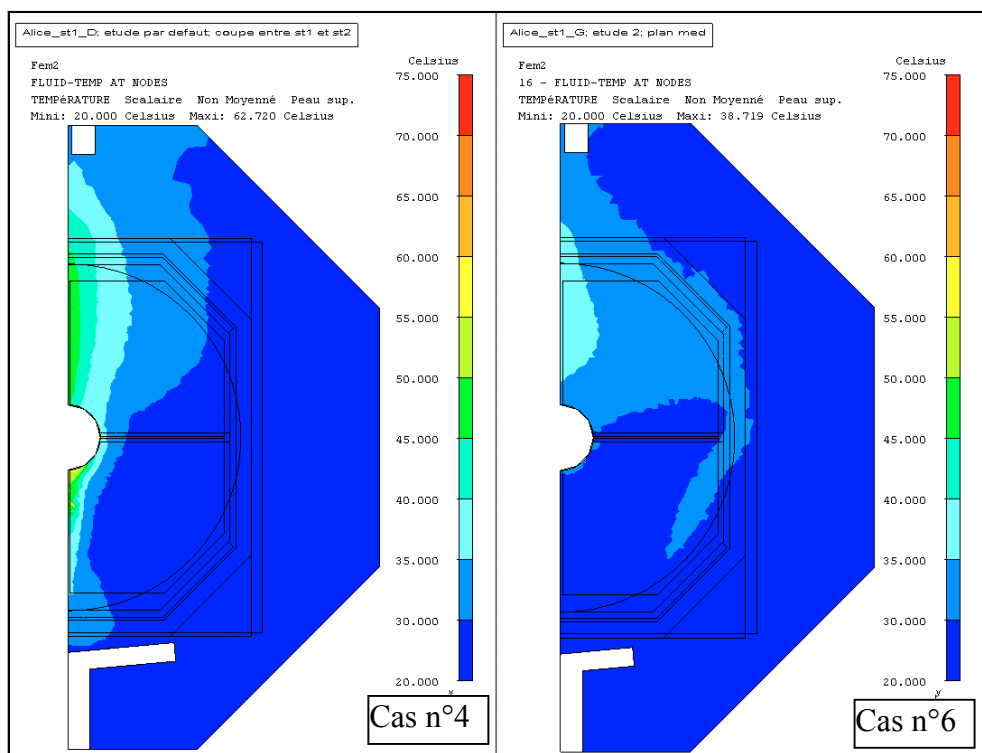 Alice_st1_D; etude par defaut; coupe entre st1 et st2
Fem2
FLUID-TEMP AT NODES
TEMPéRATURE Scalaire Non Moyenné Peau sup.
Mini: 20.000 Celsius Maxi: 62.720 Celsius
Celsius
75.000
70.000
65.000
60.000
55.000
50.000
45.000
40.000
35.000
30.000
20.000
Cas n°4
Alice_st1_G; etude 2; plan med
Fem2
16 - FLUID-TEMP AT NODES
TEMPéRATURE Scalaire Non Moyenné Peau sup.
Mini: 20.000 Celsius Maxi: 38.719 Celsius
Celsius
75.000
70.000
65.000
60.000
55.000
50.000
45.000
40.000
35.000
30.000
20.000
Cas n°6